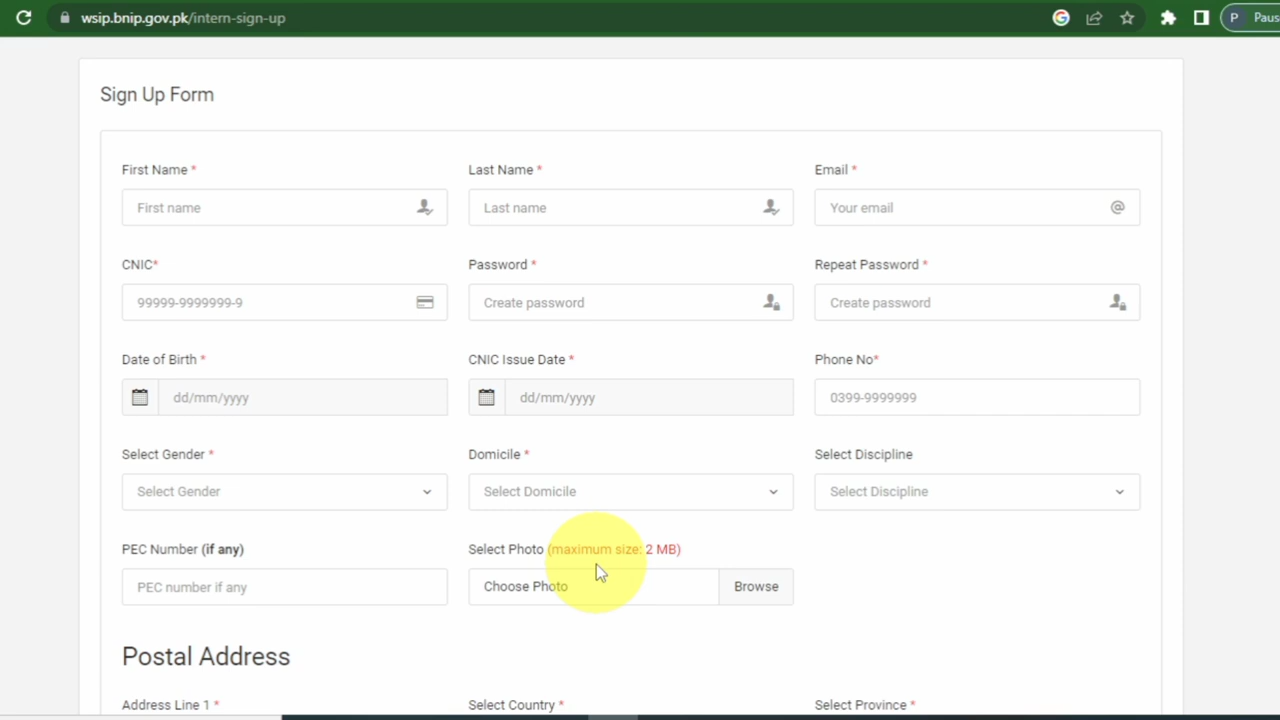 wsip.bnip.gov.pk/intern-sign-up
P Paus
Sign Up Form
First Name * Last Name * Email *
First name Last name Your email @
CNIC* Password * Repeat Password *
99999-9999999-9 Create password Create password
Date of Birth * CNIC Issue Date * Phone No*
dd/mm/yyyy dd/mm/yyyy 0399-9999999
Select Gender * Domicile * Select Discipline
Select Gender Select Domicile Select Discipline
PEC Number (if any) Select Photo (maximum size: 2 MB)
PEC number if any Choose Photo Browse
Postal Address
Address Line 1 * Select Country * Select Province *